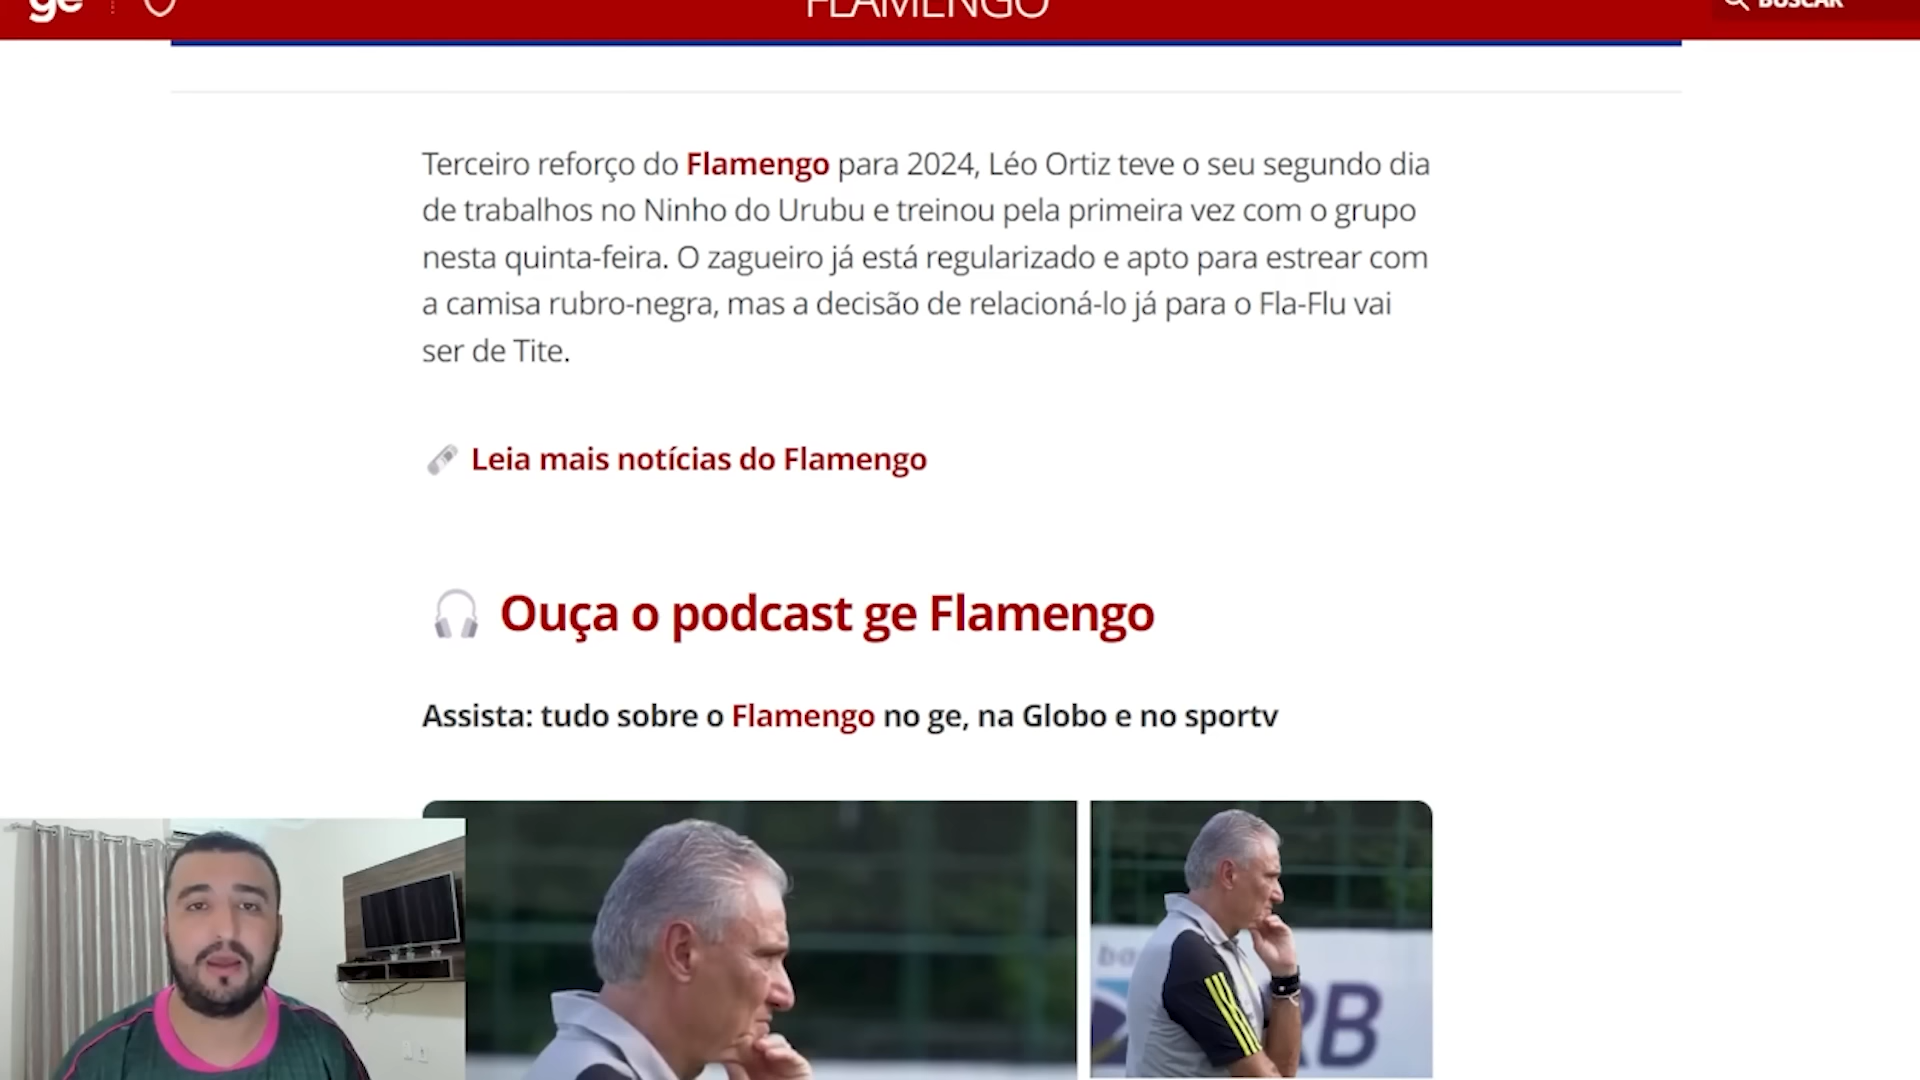 ge
FLAMENGO
BUSCAR
Terceiro reforço do Flamengo para 2024, Léo Ortiz teve o seu segundo dia
de trabalhos no Ninho do Urubu e treinou pela primeira vez com o grupo
nesta quinta-feira. O zagueiro já está regularizado e apto para estrear com
a camisa rubro-negra, mas a decisão de relacioná-lo já para o Fla-Flu vai
ser de Tite.
Leia mais notícias do Flamengo
Ouça o podcast ge Flamengo
Assista: tudo sobre o Flamengo no ge, na Globo e no sportv
RB